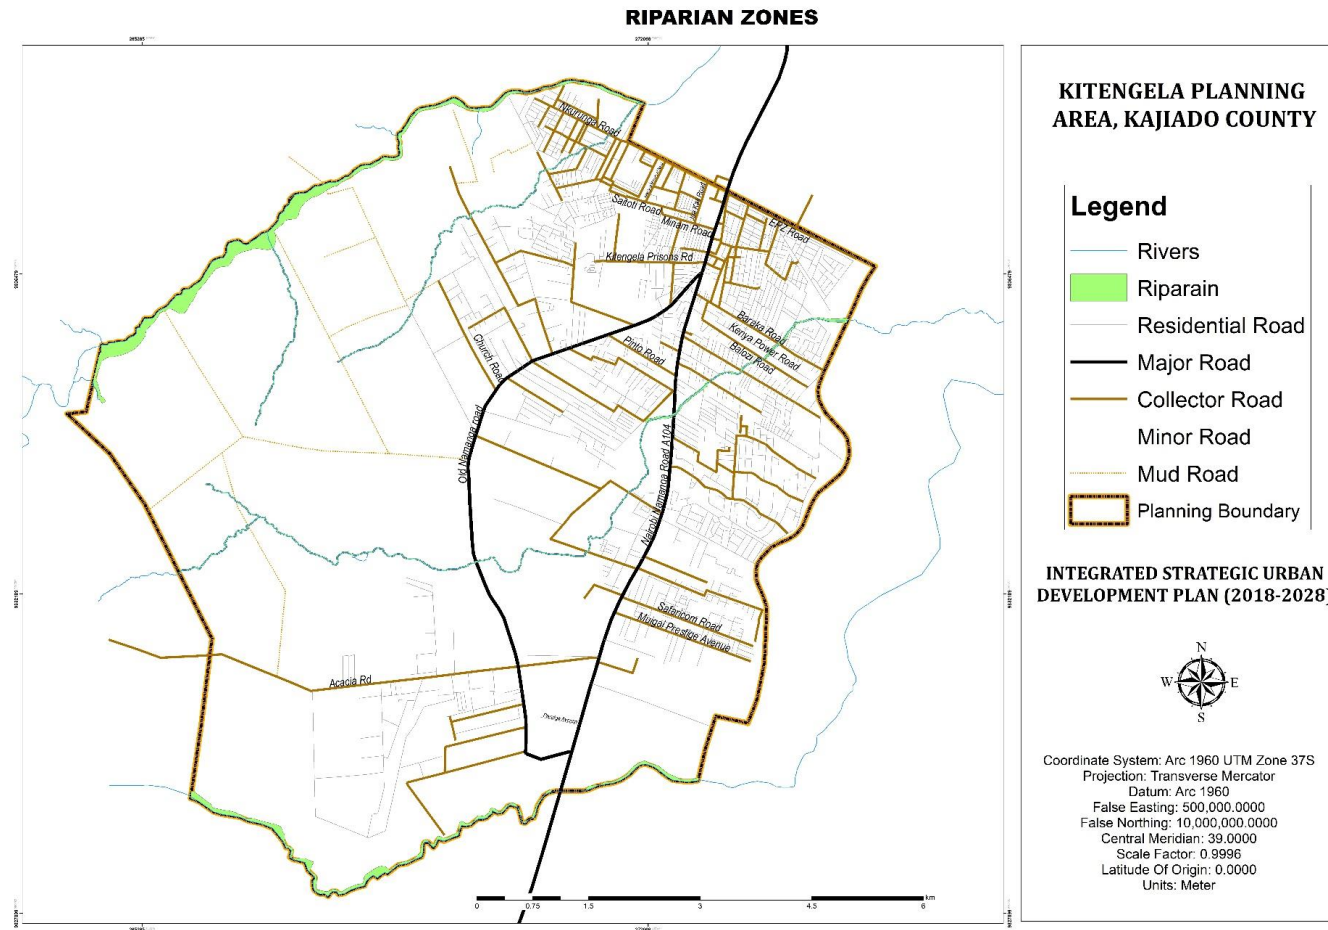 RIPARIAN ZONES
272000
Nkurunga Road
Saitoti Road
Minam Road
EPZ Road
Kitengela Prisons Rd
Baraka Road
Kenya Power Road
Balozi Road
Pinto Road
Church Road
Old Namanga road
Nairobi Namanga Road A104
Safaricom Road
Muigai Prestige Avenue
Acacia Rd
0 0.75 1.5 3 4.5 6
km
KITENGELA PLANNING
AREA, KAJIADO COUNTY
Legend
Rivers
Riparain
Residential Road
Major Road
Collector Road
Minor Road
Mud Road
Planning Boundary
INTEGRATED STRATEGIC URBAN
DEVELOPMENT PLAN (2018-2028)
N
W E
S
Coordinate System: Arc 1960 UTM Zone 37S
Projection: Transverse Mercator
Datum: Arc 1960
False Easting: 500,000.0000
False Northing: 10,000,000.0000
Central Meridian: 39.0000
Scale Factor: 0.9996
Latitude Of Origin: 0.0000
Units: Meter